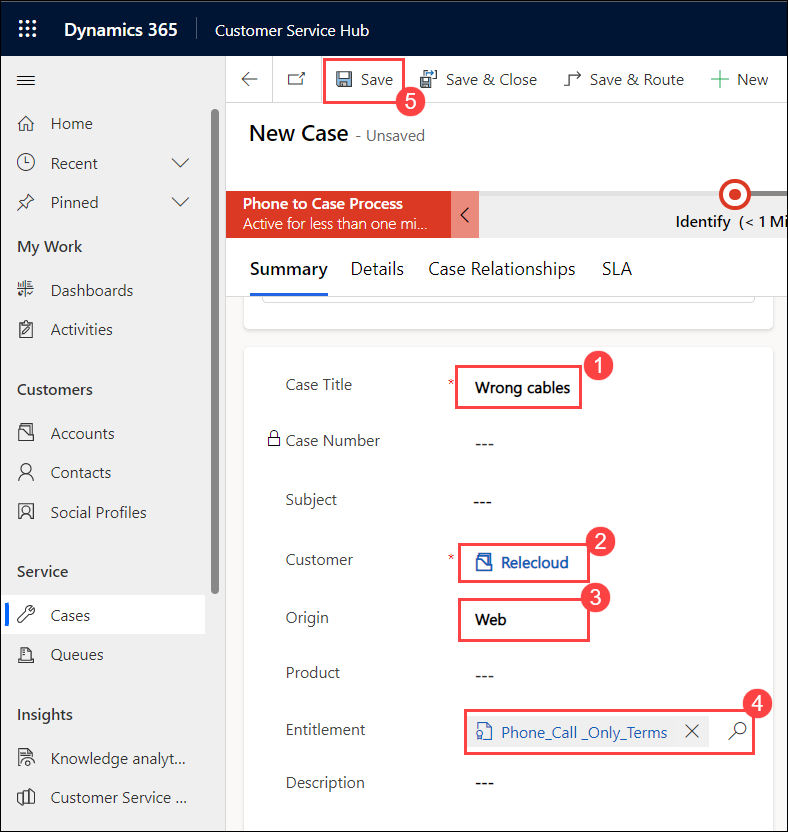 Dynamics 365 Customer Service Hub
Save Save & Close Save & Route New
5
Home
Recent
Pinned
My Work
Dashboards
Activities
Customers
Accounts
Contacts
Social Profiles
Service
Cases
Queues
Insights
Knowledge analyt...
Customer Service ...
New Case - Unsaved
Phone to Case Process
Active for less than one mi...
Identify (< 1 Mi
Summary Details Case Relationships SLA
1
Case Title * Wrong cables
Case Number ---
Subject ---
2
Customer * Relecloud
3
Origin Web
Product ---
4
Entitlement Phone_Call _Only_Terms
Description ---